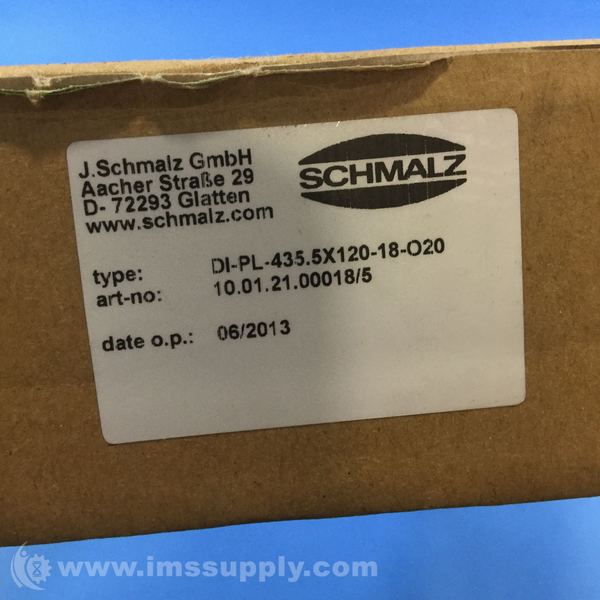 J.Schmalz GmbH
Aacher Straße 29
D- 72293 Glatten
www.schmalz.com
SCHMALZ
type: DI-PL-435.5X120-18-O20
art-no: 10.01.21.00018/5
date o.p.: 06/2013
www.imssupply.com